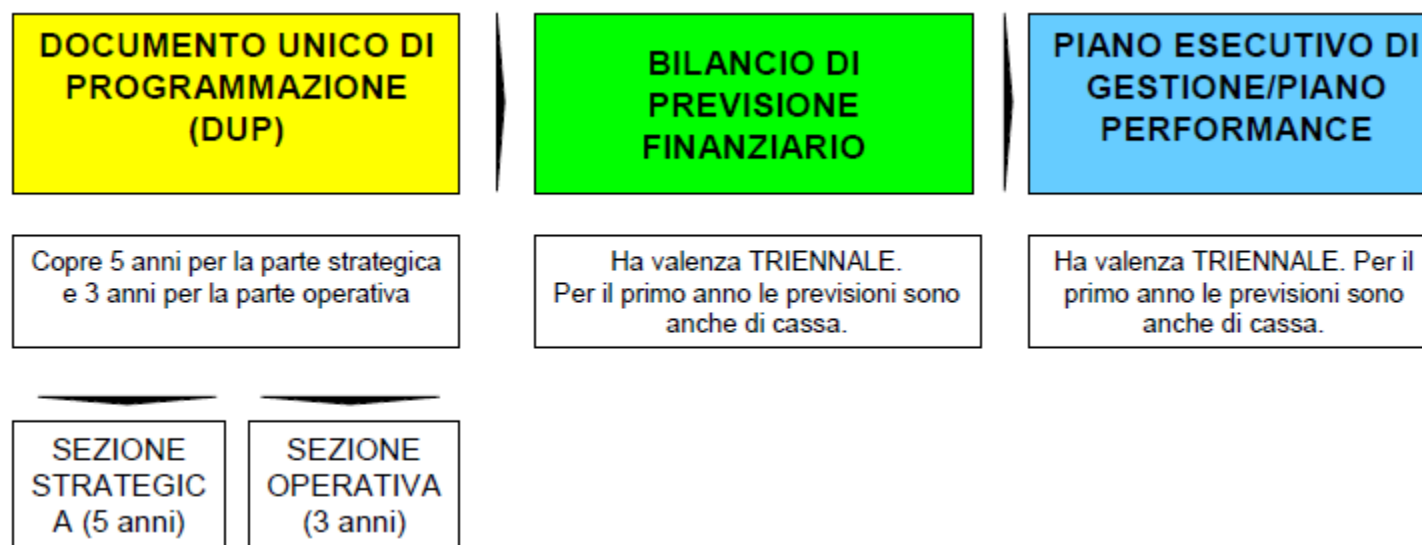 DOCUMENTO UNICO DI
PROGRAMMAZIONE
(DUP)
BILANCIO DI
PREVISIONE
FINANZIARIO
PIANO ESECUTIVO DI
GESTIONE/PIANO
PERFORMANCE
Copre 5 anni per la parte strategica
e 3 anni per la parte operativa
Ha valenza TRIENNALE.
Per il primo anno le previsioni sono
anche di cassa.
Ha valenza TRIENNALE. Per il
primo anno le previsioni sono
anche di cassa.
SEZIONE
STRATEGIC
A (5 anni)
SEZIONE
OPERATIVA
(3 anni)